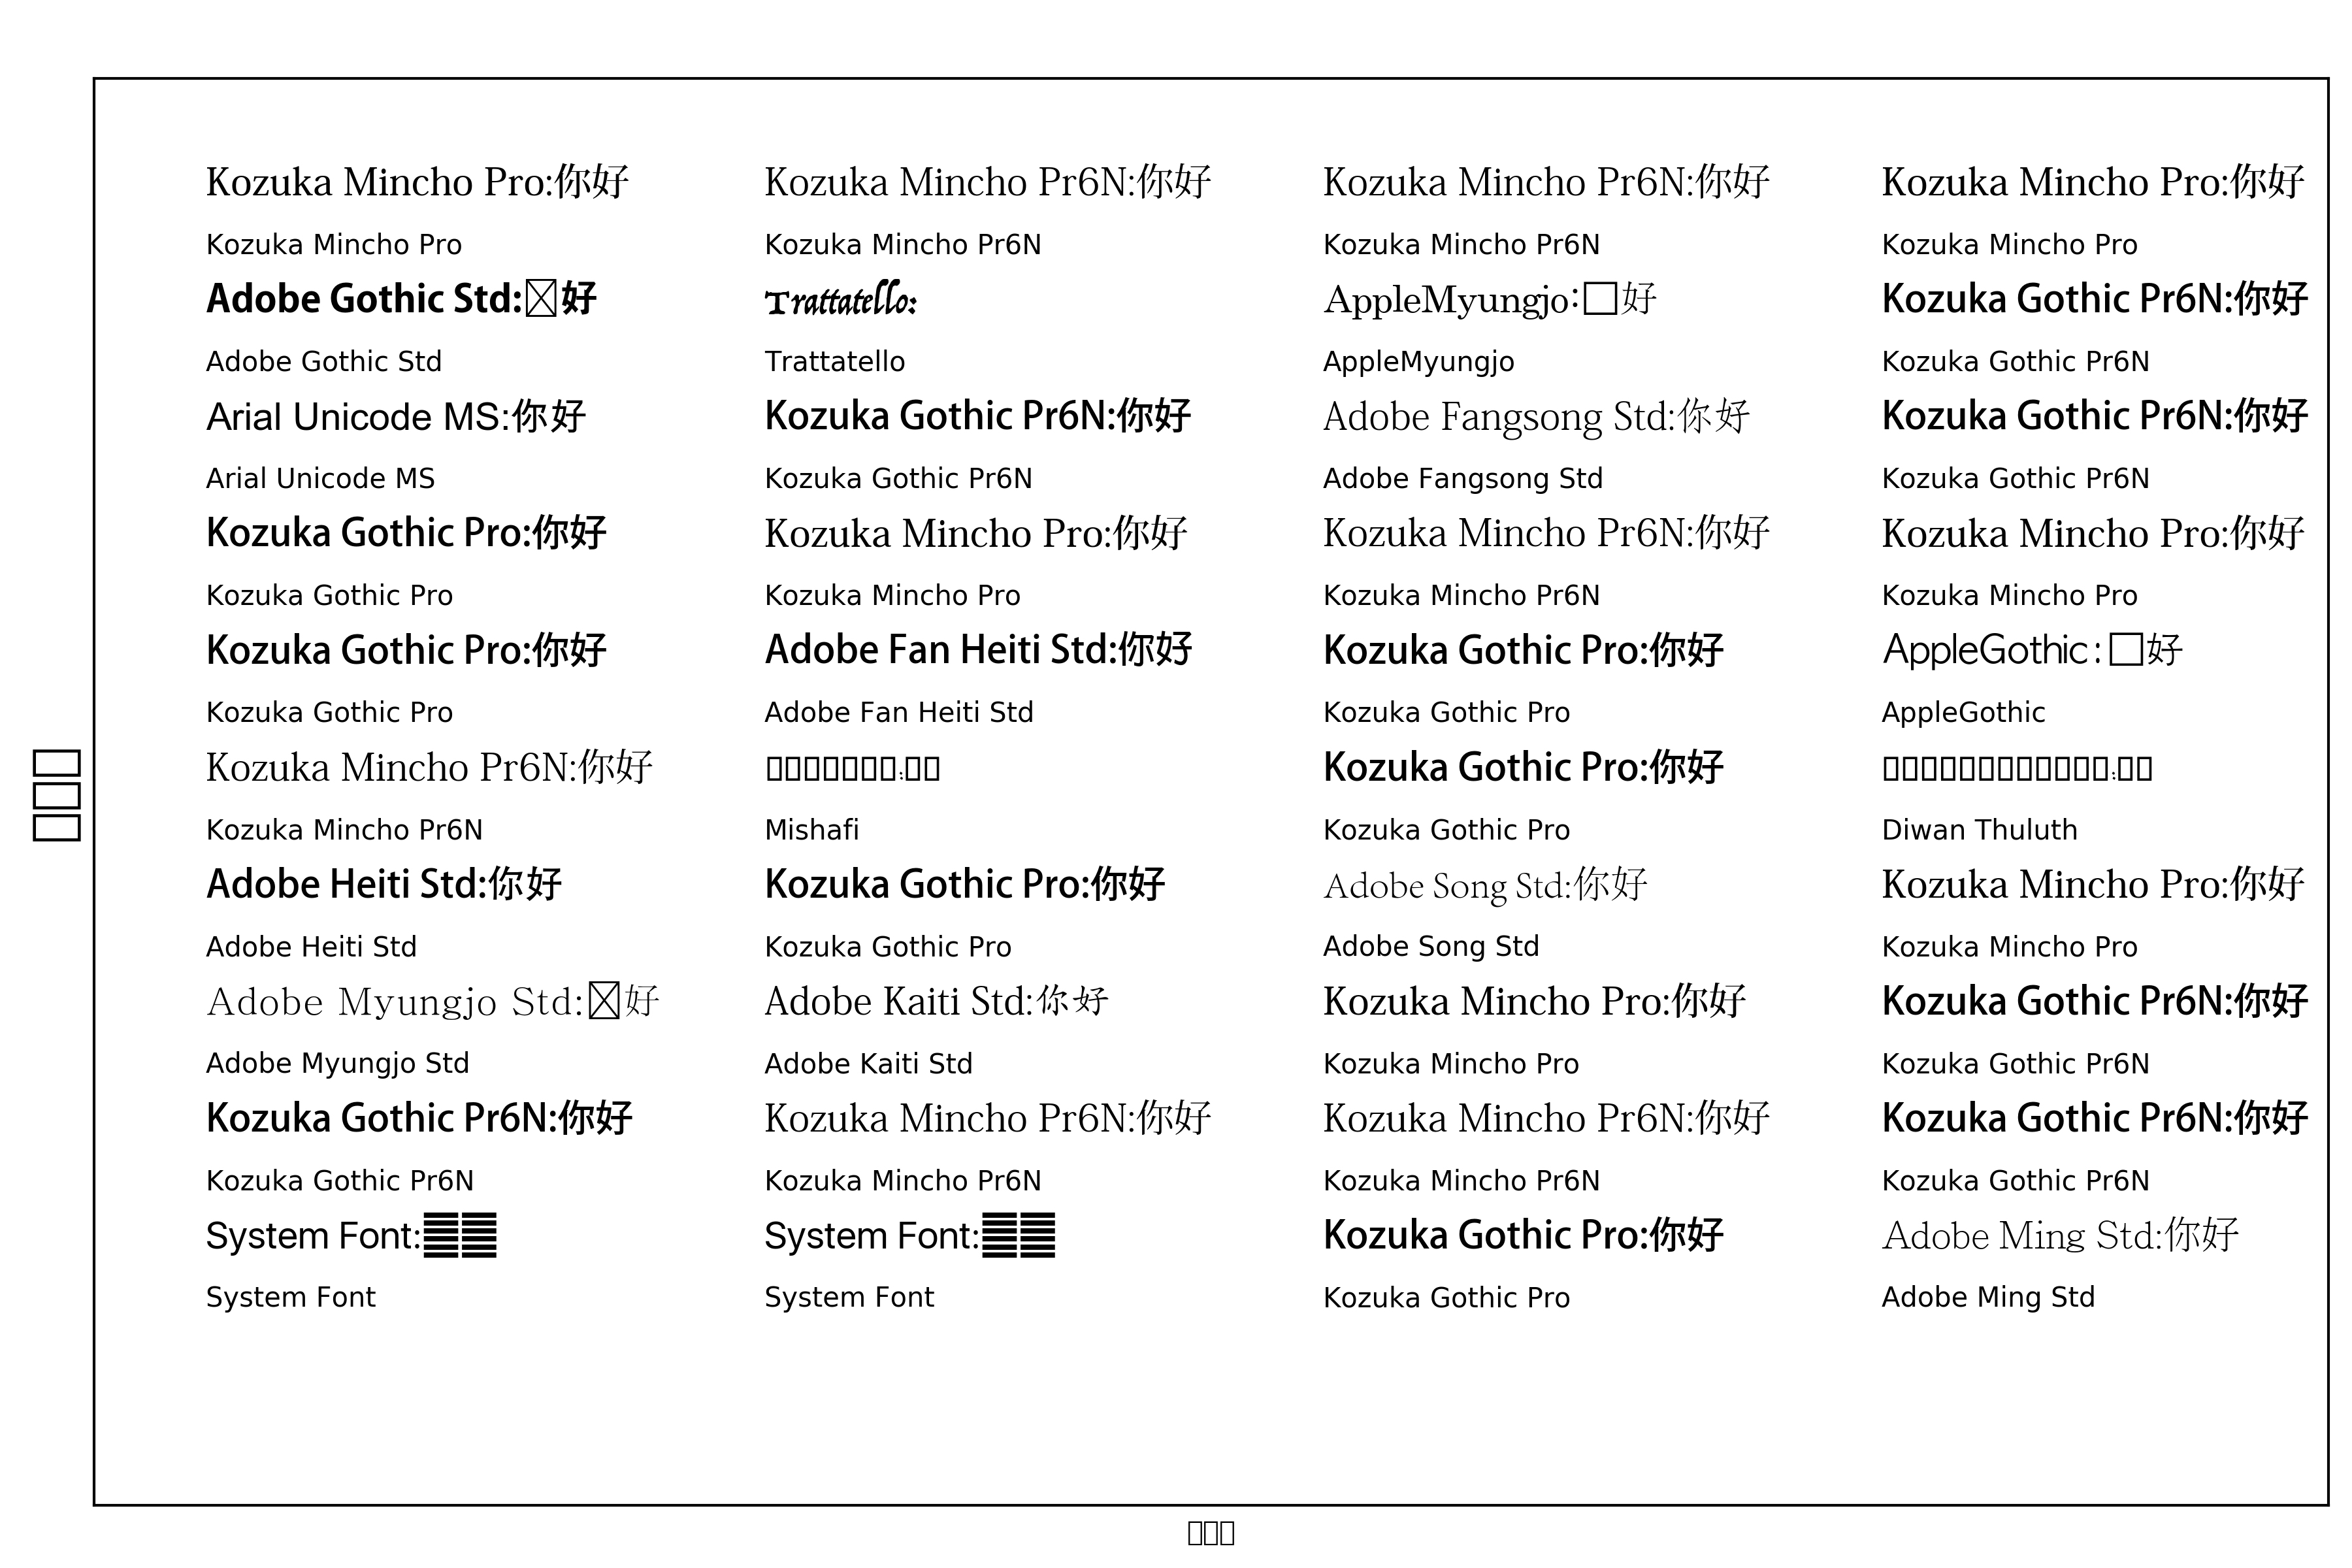 Kozuka Mincho Pro:你好 Kozuka Mincho Pr6N:你好 Kozuka Mincho Pr6N:你好 Kozuka Mincho Pro:你好
Kozuka Mincho Pro Kozuka Mincho Pr6N Kozuka Mincho Pr6N Kozuka Mincho Pro
Adobe Gothic Std:好 Trattatello: AppleMyungjo:好 Kozuka Gothic Pr6N:你好
Adobe Gothic Std Trattatello AppleMyungjo Kozuka Gothic Pr6N
Arial Unicode MS:你好 Kozuka Gothic Pr6N:你好 Adobe Fangsong Std:你好 Kozuka Gothic Pr6N:你好
Arial Unicode MS Kozuka Gothic Pr6N Adobe Fangsong Std Kozuka Gothic Pr6N
Kozuka Gothic Pro:你好 Kozuka Mincho Pro:你好 Kozuka Mincho Pr6N:你好 Kozuka Mincho Pro:你好
Kozuka Gothic Pro Kozuka Mincho Pro Kozuka Mincho Pr6N Kozuka Mincho Pro
Kozuka Gothic Pro:你好 Adobe Fan Heiti Std:你好 Kozuka Gothic Pro:你好 AppleGothic:好
Kozuka Gothic Pro Adobe Fan Heiti Std Kozuka Gothic Pro AppleGothic
Kozuka Mincho Pr6N:你好 Kozuka Gothic Pro:你好
Kozuka Mincho Pr6N Mishafi Kozuka Gothic Pro Diwan Thuluth
Adobe Heiti Std:你好 Kozuka Gothic Pro:你好 Adobe Song Std:你好 Kozuka Mincho Pro:你好
Adobe Heiti Std Kozuka Gothic Pro Adobe Song Std Kozuka Mincho Pro
Adobe Myungjo Std:好 Adobe Kaiti Std:你好 Kozuka Mincho Pro:你好 Kozuka Gothic Pr6N:你好
Adobe Myungjo Std Adobe Kaiti Std Kozuka Mincho Pro Kozuka Gothic Pr6N
Kozuka Gothic Pr6N:你好 Kozuka Mincho Pr6N:你好 Kozuka Mincho Pr6N:你好 Kozuka Gothic Pr6N:你好
Kozuka Gothic Pr6N Kozuka Mincho Pr6N Kozuka Mincho Pr6N Kozuka Gothic Pr6N
System Font: System Font: Kozuka Gothic Pro:你好 Adobe Ming Std:你好
System Font System Font Kozuka Gothic Pro Adobe Ming Std